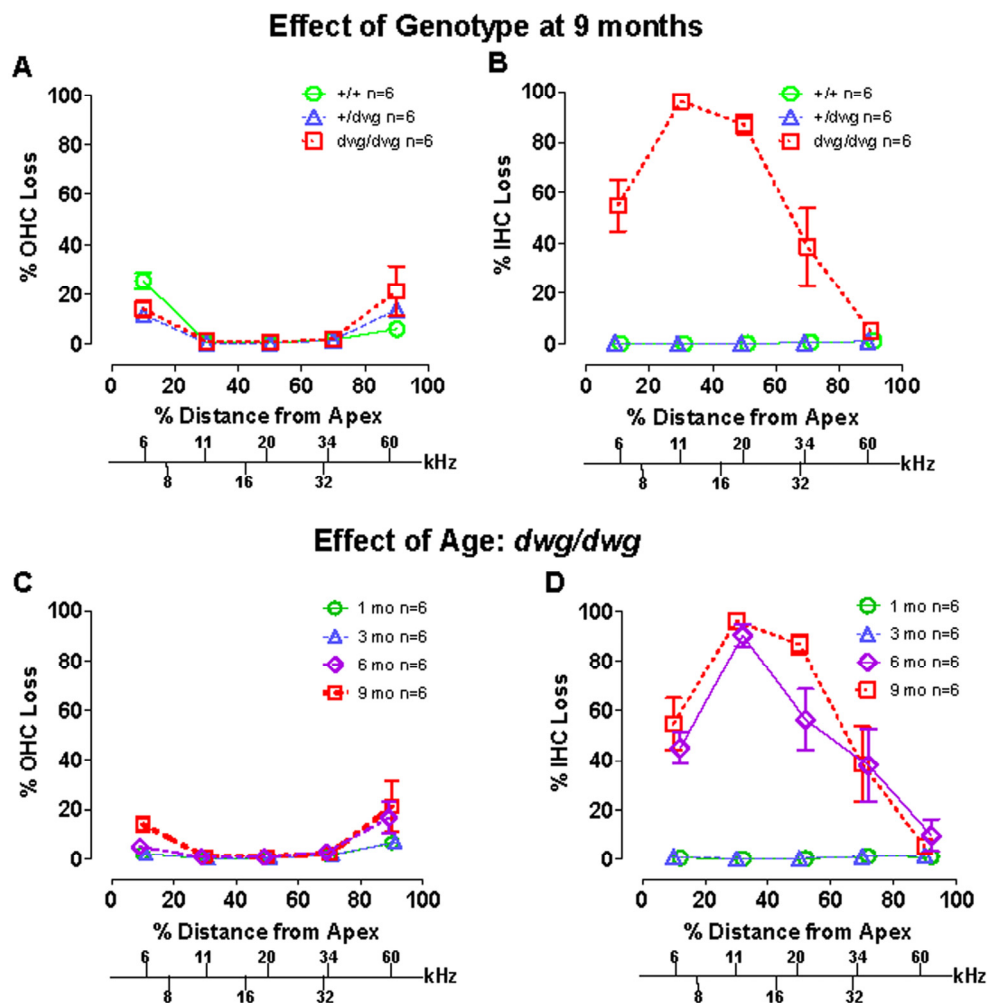 Effect of Genotype at 9 months
A
100
80
60
40
20
0
% OHC Loss
+/+ n=6
+/dwg n=6
dwg/dwg n=6
0 20 40 60 80 100
% Distance from Apex
6 11 20 34 60
kHz
8 16 32
B
100
80
60
40
20
0
% IHC Loss
+/+ n=6
+/dwg n=6
dwg/dwg n=6
0 20 40 60 80 100
% Distance from Apex
6 11 20 34 60
kHz
8 16 32
Effect of Age: dwg/dwg
C
100
80
60
40
20
0
% OHC Loss
1 mo n=6
3 mo n=6
6 mo n=6
9 mo n=6
0 20 40 60 80 100
% Distance from Apex
6 11 20 34 60
kHz
8 16 32
D
100
80
60
40
20
0
% IHC Loss
1 mo n=6
3 mo n=6
6 mo n=6
9 mo n=6
0 20 40 60 80 100
% Distance from Apex
6 11 20 34 60
kHz
8 16 32